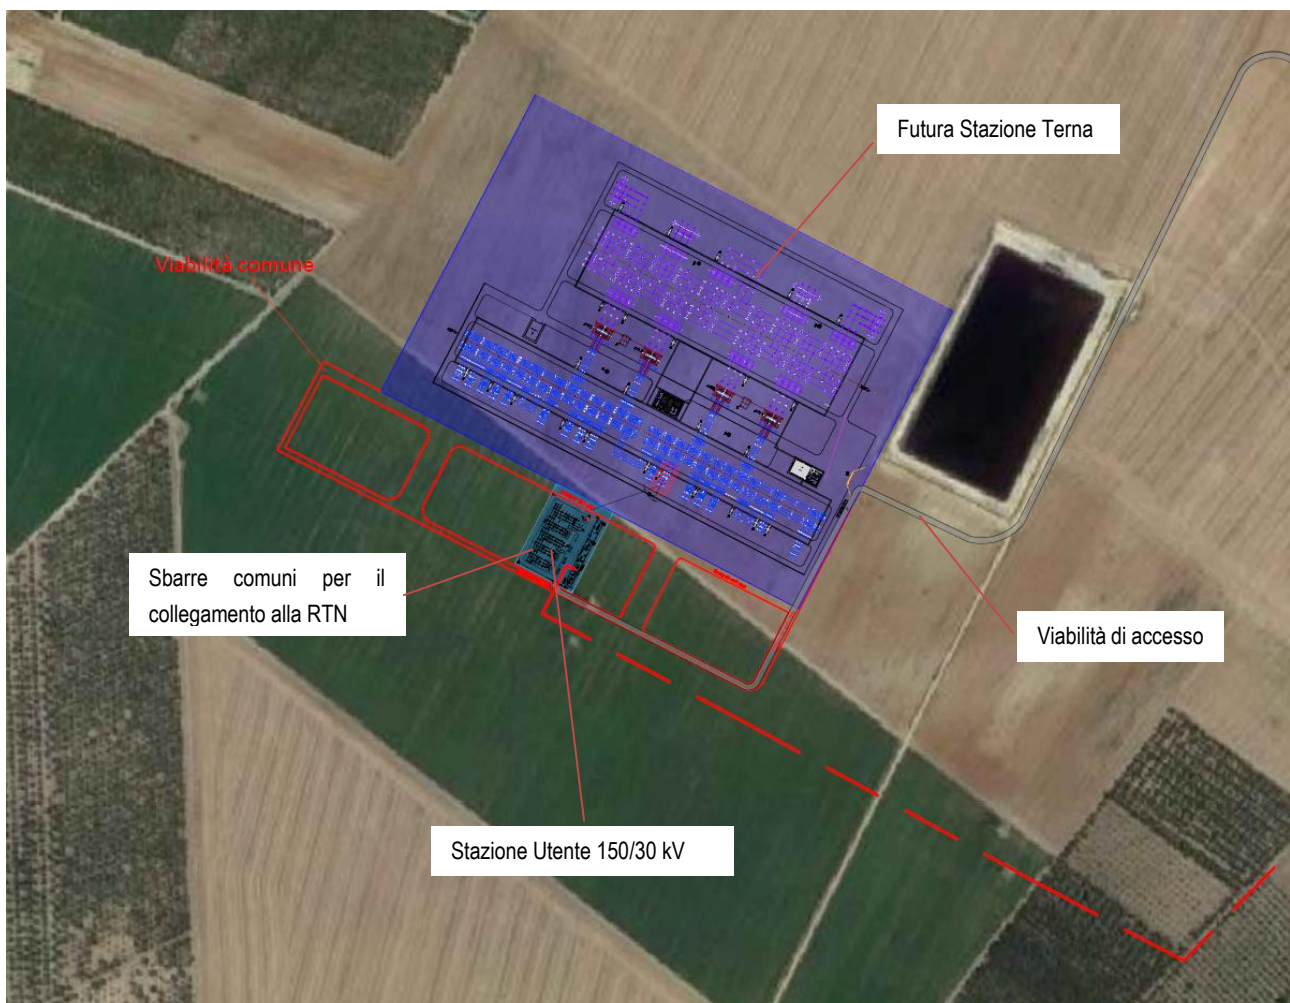 Futura Stazione Terna
Viabilità comune
Sbarre comuni per il
collegamento alla RTN
Viabilità di accesso
Stazione Utente 150/30 kV